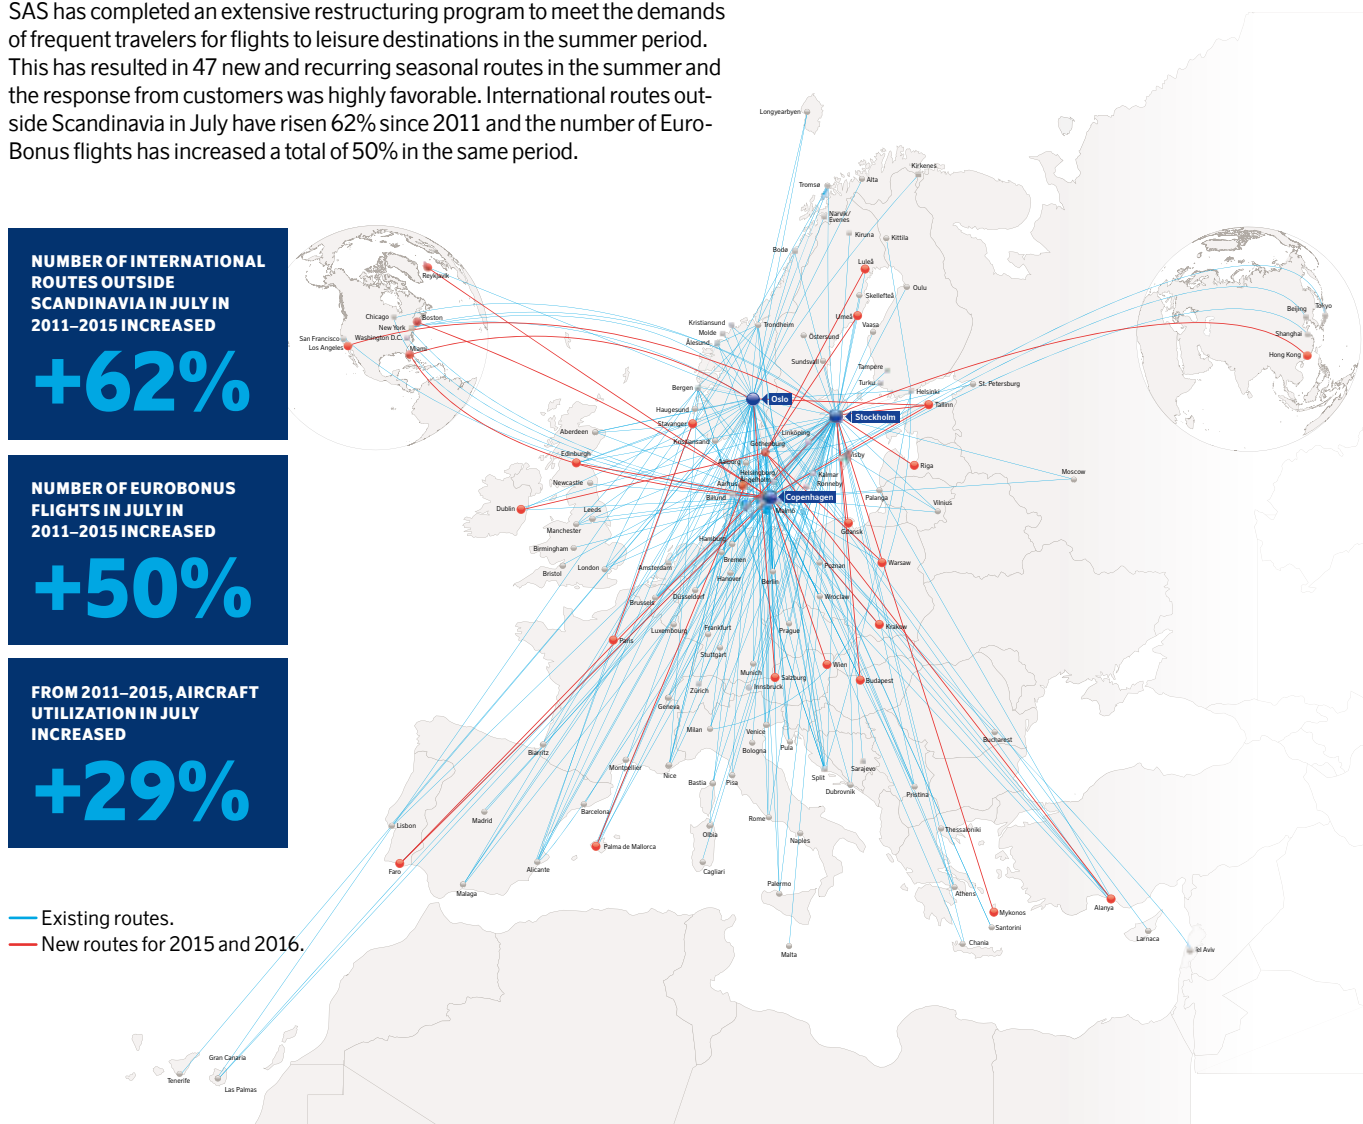 SAS has completed an extensive restructuring program to meet the demands
of frequent travelers for flights to leisure destinations in the summer period.
This has resulted in 47 new and recurring seasonal routes in the summer and
the response from customers was highly favorable. International routes out-
side Scandinavia in July have risen 62% since 2011 and the number of Euro-
Bonus flights has increased a total of 50% in the same period.
NUMBER OF INTERNATIONAL
ROUTES OUTSIDE
SCANDINAVIA IN JULY IN
2011–2015 INCREASED
+62%
NUMBER OF EUROBONUS
FLIGHTS IN JULY IN
2011–2015 INCREASED
+50%
FROM 2011–2015, AIRCRAFT
UTILIZATION IN JULY
INCREASED
+29%
Existing routes.
New routes for 2015 and 2016.
Reykjavik
Chicago
Boston
New York
San Francisco
Washington D.C.
Los Angeles
Miami
Longyearbyen
Kirkenes
Tromsø
Alta
Narvik/
Evenes
Kiruna
Kittila
Bodø
Luleå
Oulu
Skellefteå
Umeå
Vaasa
Kristiansund
Trondheim
Molde
Östersund
Ålesund
Sundsvall
Tampere
Turku
St. Petersburg
Bergen
Helsinki
Oslo
Tallinn
Haugesund
Stockholm
Stavanger
Aberdeen
Linköping
Kristiansand
Gothenburg
Edinburgh
Visby
Aalborg
Riga
Moscow
Helsingborg/
Ängelholm
Kalmar
Newcastle
Aarhus
Ronneby
Billund
Copenhagen
Palanga
Vilnius
Dublin
Leeds
Malmö
Manchester
Gdansk
Hamburg
Birmingham
Bremen
Bristol
London
Amsterdam
Poznan
Warsaw
Hanover
Berlin
Brussels
Düsseldorf
Wroclaw
Luxembourg
Frankfurt
Prague
Krakow
Paris
Stuttgart
Wien
Munich
Salzburg
Budapest
Innsbruck
Zürich
Geneva
Milan
Venice
Bucharest
Bologna
Pula
Biarritz
Montpellier
Nice
Split
Sarajevo
Bastia
Pisa
Dubrovnik
Pristina
Barcelona
Lisbon
Madrid
Rome
Thessaloniki
Olbia
Naples
Palma de Mallorca
Faro
Alicante
Cagliari
Malaga
Palermo
Athens
Alanya
Mykonos
Santorini
Larnaca
Chania
Tel Aviv
Malta
Gran Canaria
Tenerife
Las Palmas
Beijing
Tokyo
Shanghai
Hong Kong